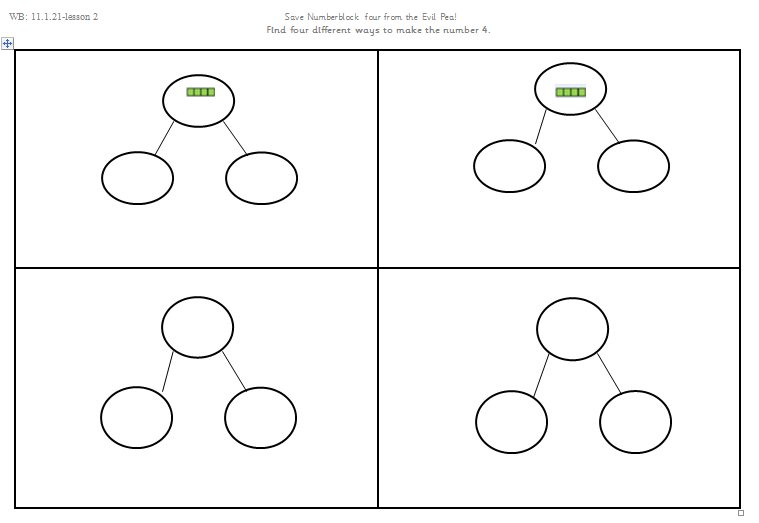 WB: 11.1.21-lesson 2
Save Numberblock four from the Evil Pea!
Find four different ways to make the number 4.